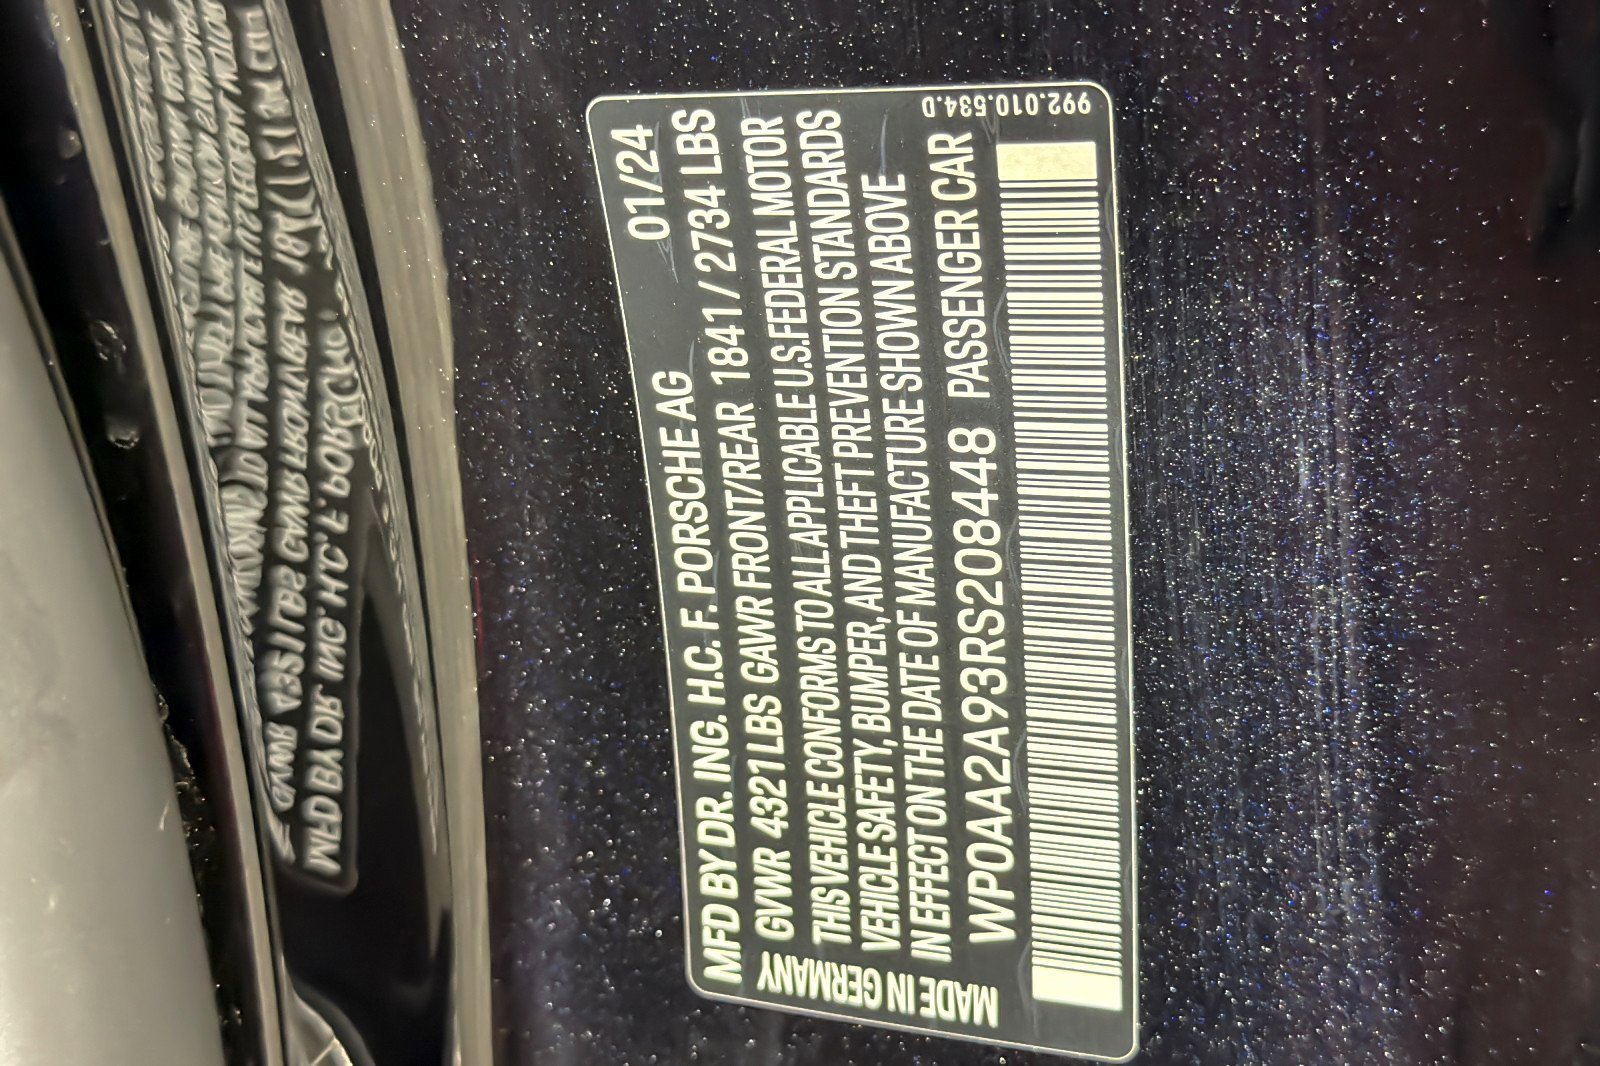 MFD BY DR. ING. H.C. F. PORSCHE AG 01/24
GVWR 4321 LBS GAWR FRONT/REAR 1841 / 2734 LBS
THIS VEHICLE CONFORMS TO ALL APPLICABLE U.S. FEDERAL MOTOR
VEHICLE SAFETY, BUMPER, AND THEFT PREVENTION STANDARDS
IN EFFECT ON THE DATE OF MANUFACTURE SHOWN ABOVE
WP0AA2A93RS208448 PASSENGER CAR
MADE IN GERMANY
992.010.534.D